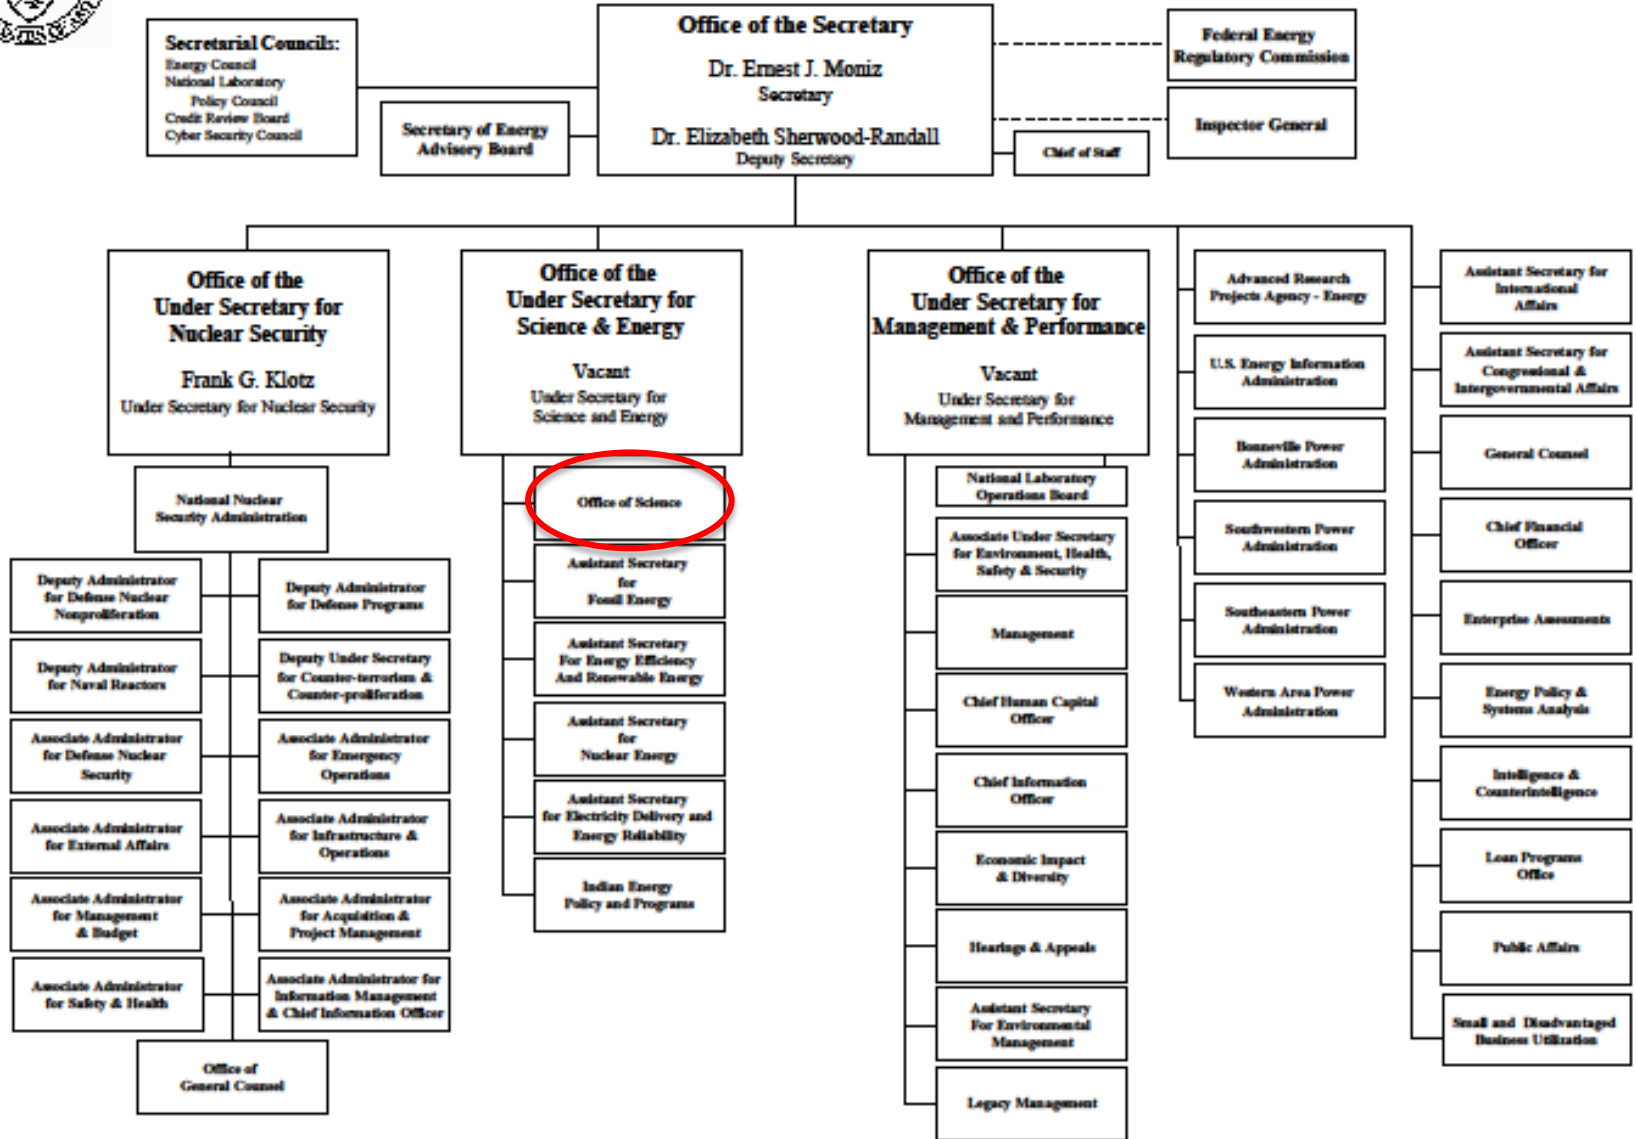 Office of the Secretary
Dr. Ernest J. Moniz
Secretary
Dr. Elizabeth Sherwood-Randall
Deputy Secretary
Secretarial Councils:
Energy Council
National Laboratory
Policy Council
Credit Review Board
Cyber Security Council
Secretary of Energy
Advisory Board
Federal Energy
Regulatory Commission
Inspector General
Chief of Staff
Office of the
Under Secretary for
Nuclear Security
Frank G. Klotz
Under Secretary for Nuclear Security
National Nuclear
Security Administration
Deputy Administrator
for Defense Nuclear
Nonproliferation
Deputy Administrator
for Defense Programs
Deputy Administrator
for Naval Reactors
Deputy Under Secretary
for Counter-terrorism &
Counter-proliferation
Associate Administrator
for Defense Nuclear
Security
Associate Administrator
for Emergency
Operations
Associate Administrator
for External Affairs
Associate Administrator
for Infrastructure &
Operations
Associate Administrator
for Management
& Budget
Associate Administrator
for Acquisition &
Project Management
Associate Administrator
for Safety & Health
Associate Administrator for
Information Management
& Chief Information Officer
Office of
General Counsel
Office of the
Under Secretary for
Science & Energy
Vacant
Under Secretary for
Science and Energy
Office of Science
Assistant Secretary
for
Fossil Energy
Assistant Secretary
For Energy Efficiency
And Renewable Energy
Assistant Secretary
for
Nuclear Energy
Assistant Secretary
for Electricity Delivery and
Energy Reliability
Indian Energy
Policy and Programs
Office of the
Under Secretary for
Management & Performance
Vacant
Under Secretary for
Management and Performance
National Laboratory
Operations Board
Associate Under Secretary
for Environment, Health,
Safety & Security
Management
Chief Human Capital
Officer
Chief Information
Officer
Economic Impact
& Diversity
Hearings & Appeals
Assistant Secretary
For Environmental
Management
Legacy Management
Advanced Research
Projects Agency - Energy
U.S. Energy Information
Administration
Bonneville Power
Administration
Southwestern Power
Administration
Southeastern Power
Administration
Western Area Power
Administration
Assistant Secretary for
International
Affairs
Assistant Secretary for
Congressional &
Intergovernmental Affairs
General Counsel
Chief Financial
Officer
Enterprise Assessments
Energy Policy &
Systems Analysis
Intelligence &
Counterintelligence
Loan Programs
Office
Public Affairs
Small and Disadvantaged
Business Utilization